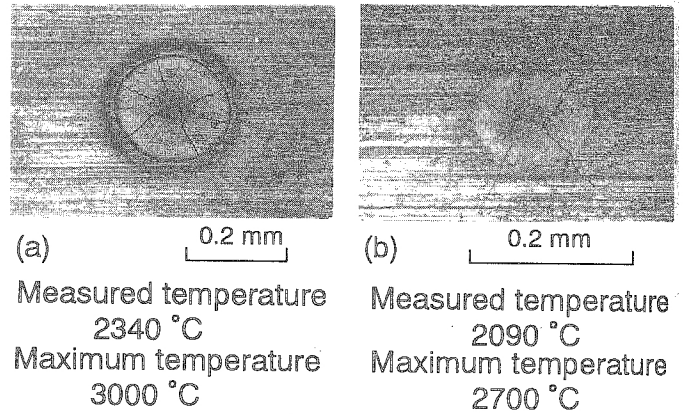 0.2 mm
(a)
Measured temperature
2340 °C
Maximum temperature
3000 °C
0.2 mm
(b)
Measured temperature
2090 °C
Maximum temperature
2700 °C